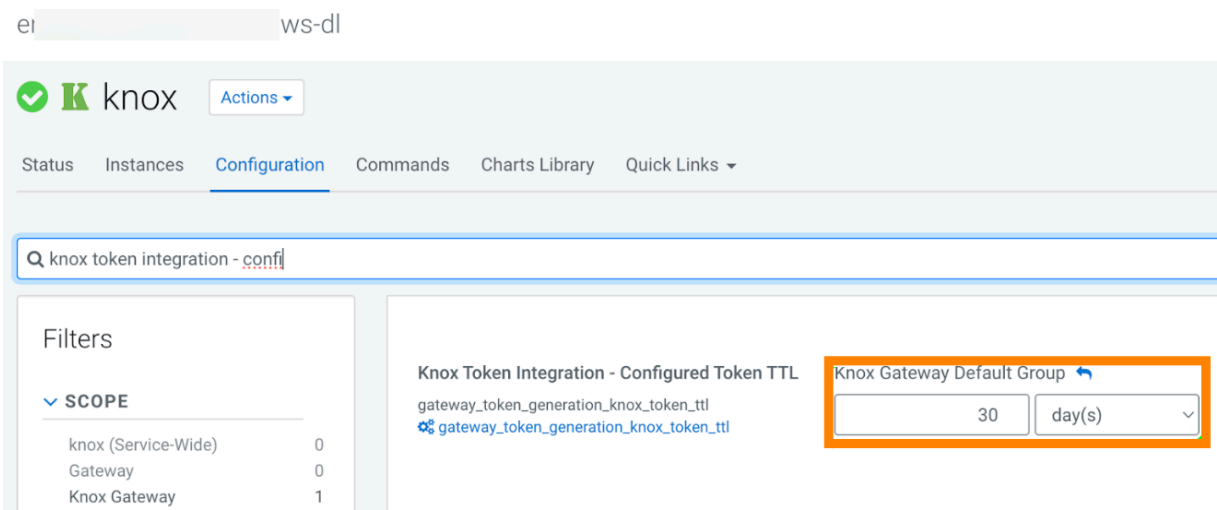 ws-dl
knox Actions
Status Instances Configuration Commands Charts Library Quick Links
knox token integration - confi
Filters
SCOPE
knox (Service-Wide) 0
Gateway 0
Knox Gateway 1
Knox Token Integration - Configured Token TTL
gateway_token_generation_knox_token_ttl
gateway_token_generation_knox_token_ttl
Knox Gateway Default Group
30 day(s)